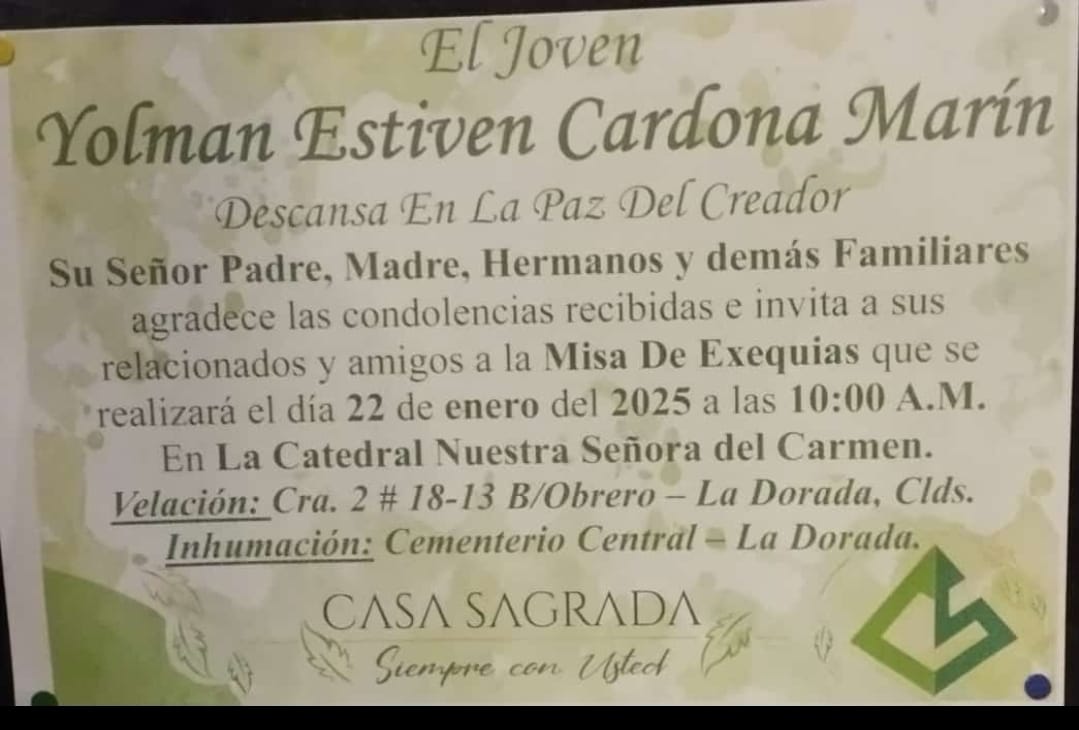 El Joven
Yolman Estiven Cardona Marín
Descansa En La Paz Del Creador
Su Señor Padre, Madre, Hermanos y demás Familiares
agradece las condolencias recibidas e invita a sus
relacionados y amigos a la Misa De Exequias que se
realizará el día 22 de enero del 2025 a las 10:00 A.M.
En La Catedral Nuestra Señora del Carmen.
Velación: Cra. 2 # 18-13 B/Obrero – La Dorada, Clds.
Inhumación: Cementerio Central – La Dorada.
CASA SAGRADA
Siempre con Usted